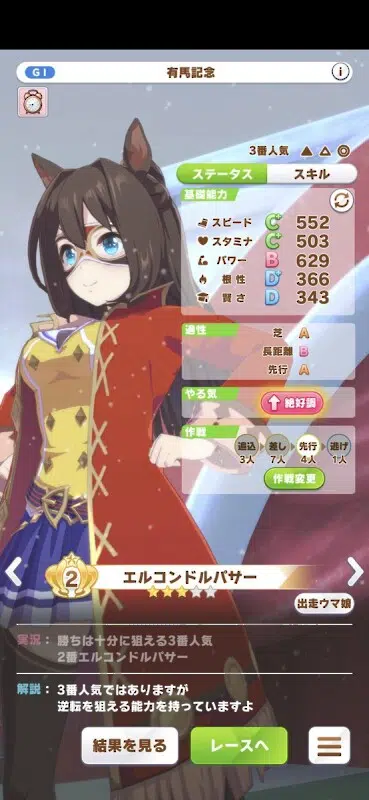 GⅠ 有馬記念 i
3番人気 ▲ △ ◎
ステータス スキル
基礎能力
スピード C+ 552
スタミナ C+ 503
パワー B 629
根性 D+ 366
賢さ D 343
適性
芝 A
長距離 B
先行 A
やる気 絶好調
作戦
追込 差し 先行 逃げ
3人 7人 4人 1人
作戦変更
2 エルコンドルパサー
出走ウマ娘
実況： 勝ちは十分に狙える3番人気
2番エルコンドルパサー
解説： 3番人気ではありますが
逆転を狙える能力を持っていますよ
結果を見る レースへ